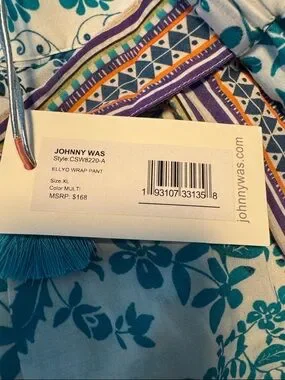 JOHNNY WAS
Style:CSW8220-A
ELLYO WRAP PANT
Size:XL
Color MULTI
MSRP: $168
1 93107 33135 8
johnnywas.com